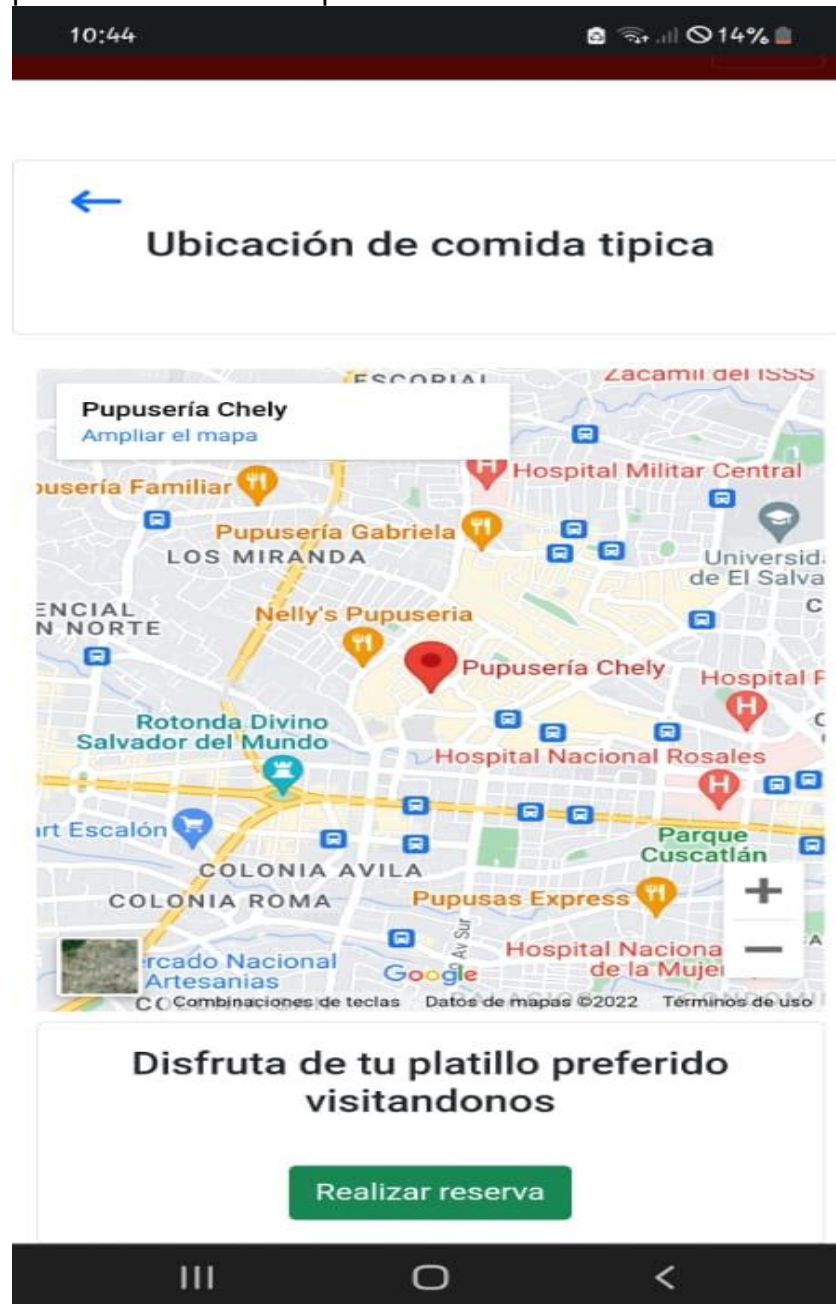 10:44
14%
Ubicación de comida tipica
ESCORIAL
Zacamil del ISSS
Pupusería Chely
Ampliar el mapa
Hospital Militar Central
pusería Familiar
Pupusería Gabriela
LOS MIRANDA
Universid
de El Salva
ENCIAL
N NORTE
Nelly's Pupuseria
C
Pupusería Chely
Hospital F
Rotonda Divino
Salvador del Mundo
Hospital Nacional Rosales
rt Escalón
Parque
Cuscatlán
COLONIA AVILA
COLONIA ROMA
Pupusas Express
Av Sur
rcado Nacional
Artesanias
Google
Hospital Naciona
de la Mujer
Combinaciones de teclas Datos de mapas ©2022 Términos de uso
Disfruta de tu platillo preferido
visitandonos
Realizar reserva